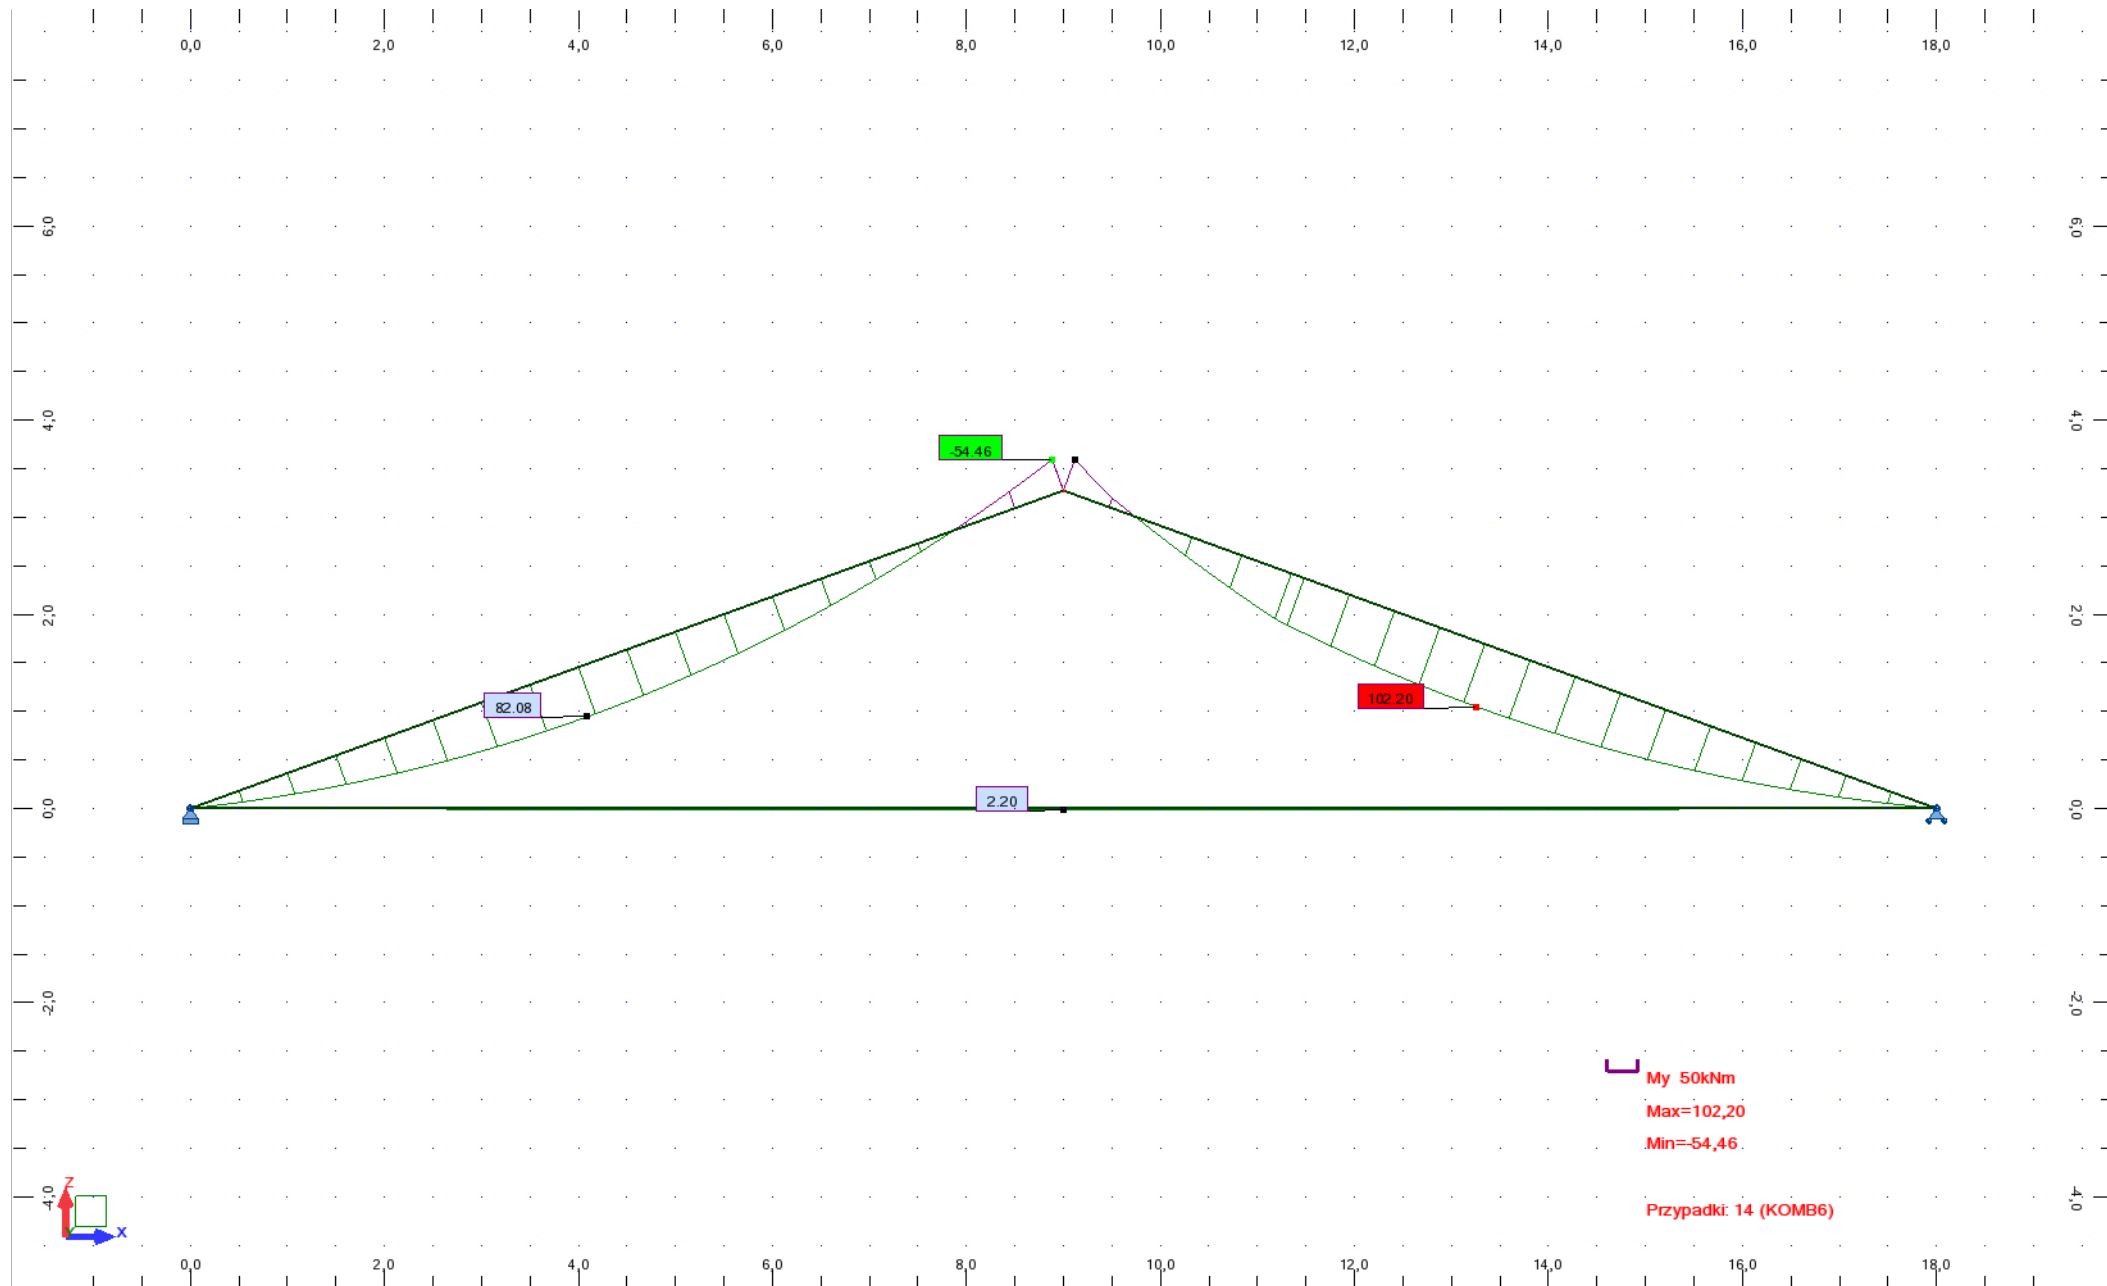 0,0 2,0 4,0 6,0 8,0 10,0 12,0 14,0 16,0 18,0
6,0 6,0
4,0 4,0
-54.46
2,0 2,0
82.08 102.20
2.20
0,0 0,0
-2,0 -2,0
My 50kNm
Max=102,20
Min=-54,46
-4,0 -4,0
Przypadki: 14 (KOMB6)
Z
Y X
0,0 2,0 4,0 6,0 8,0 10,0 12,0 14,0 16,0 18,0